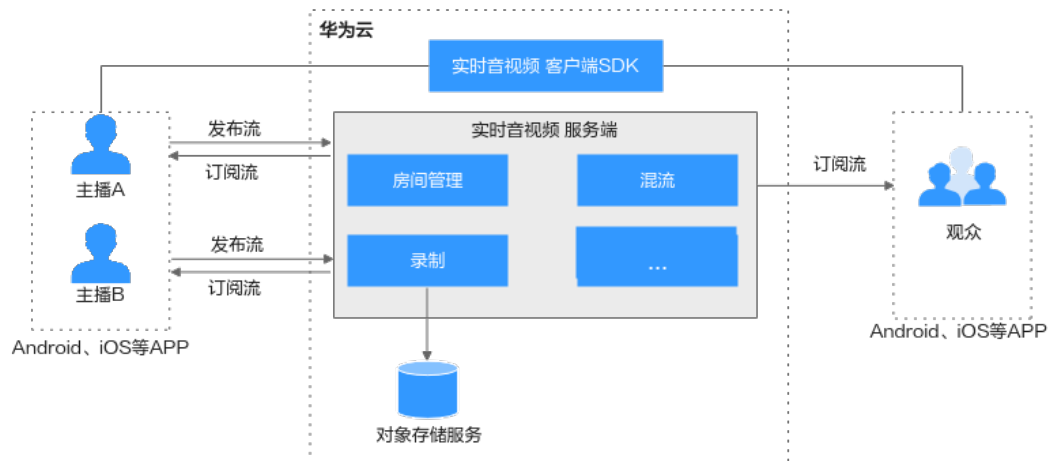 华为云
实时音视频 客户端SDK
实时音视频 服务端
发布流
订阅流
主播A
房间管理
混流
订阅流
观众
发布流
订阅流
主播B
录制
...
Android、iOS等APP
Android、iOS等APP
对象存储服务